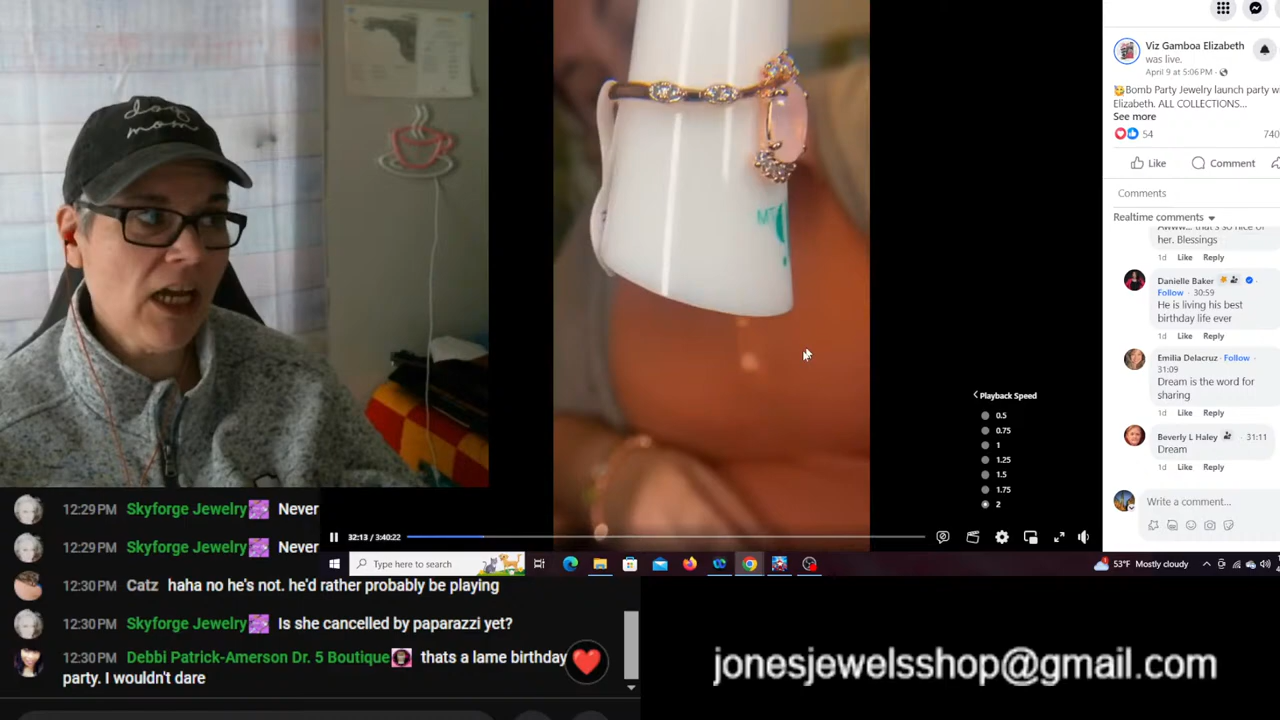 dog
mom
MT
Viz Gamboa Elizabeth
was live.
April 9 at 5:06 PM
Bomb Party Jewelry launch party w
Elizabeth. ALL COLLECTIONS...
See more
54
740
Like
Comment
Comments
Realtime comments
Awww... that's so nice of
her. Blessings
1d Like Reply
Danielle Baker
Follow · 30:59
He is living his best
birthday life ever
1d Like Reply
Emilia Delacruz · Follow ·
31:09
Dream is the word for
sharing
1d Like Reply
Beverly L Haley · 31:11
Dream
1d Like Reply
Write a comment...
Playback Speed
0.5
0.75
1
1.25
1.5
1.75
2
32:13 / 3:40:22
Type here to search
53°F Mostly cloudy
12:29 PM Skyforge Jewelry Never
12:29 PM Skyforge Jewelry Never
12:30 PM Catz haha no he's not. he'd rather probably be playing
12:30 PM Skyforge Jewelry Is she cancelled by paparazzi yet?
12:30 PM Debbi Patrick-Amerson Dr. 5 Boutique thats a lame birthday
party. I wouldn't dare
jonesjewelsshop@gmail.com